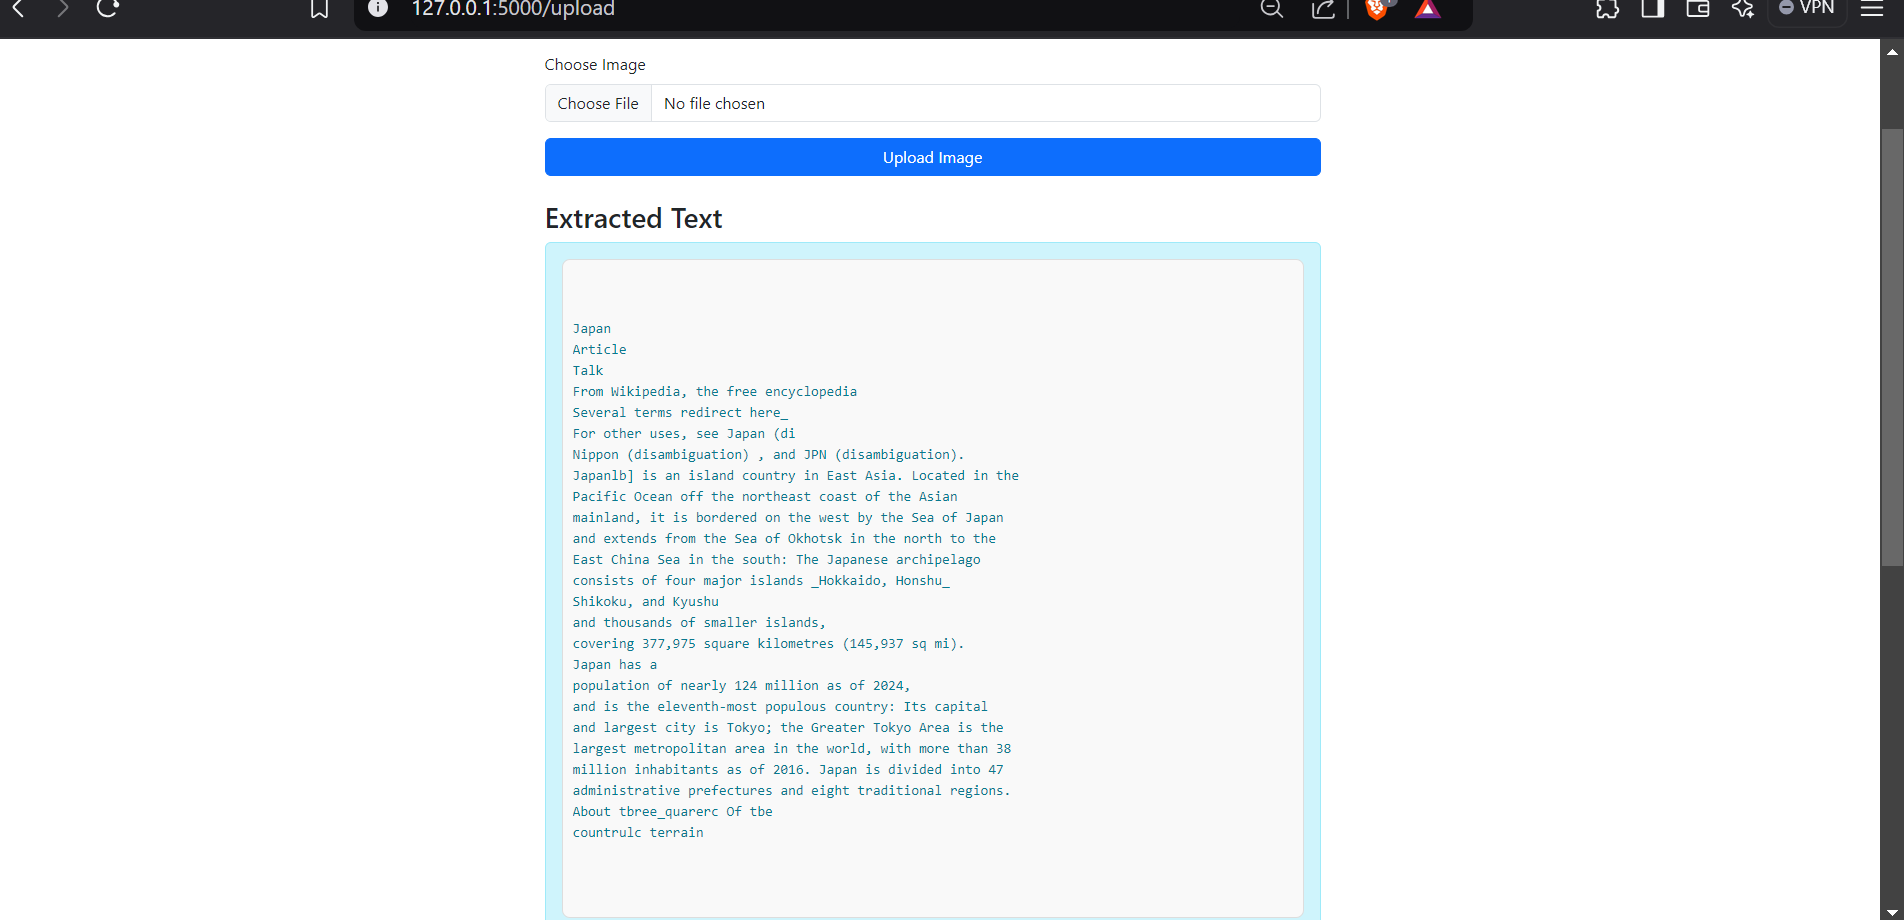 127.0.0.1:5000/upload
VPN
Choose Image
Choose File No file chosen
Upload Image
Extracted Text
Japan
Article
Talk
From Wikipedia, the free encyclopedia
Several terms redirect here_
For other uses, see Japan (di
Nippon (disambiguation) , and JPN (disambiguation).
Japanlb] is an island country in East Asia. Located in the
Pacific Ocean off the northeast coast of the Asian
mainland, it is bordered on the west by the Sea of Japan
and extends from the Sea of Okhotsk in the north to the
East China Sea in the south: The Japanese archipelago
consists of four major islands _Hokkaido, Honshu_
Shikoku, and Kyushu
and thousands of smaller islands,
covering 377,975 square kilometres (145,937 sq mi).
Japan has a
population of nearly 124 million as of 2024,
and is the eleventh-most populous country: Its capital
and largest city is Tokyo; the Greater Tokyo Area is the
largest metropolitan area in the world, with more than 38
million inhabitants as of 2016. Japan is divided into 47
administrative prefectures and eight traditional regions.
About tbree_quarerc Of tbe
countrulc terrain